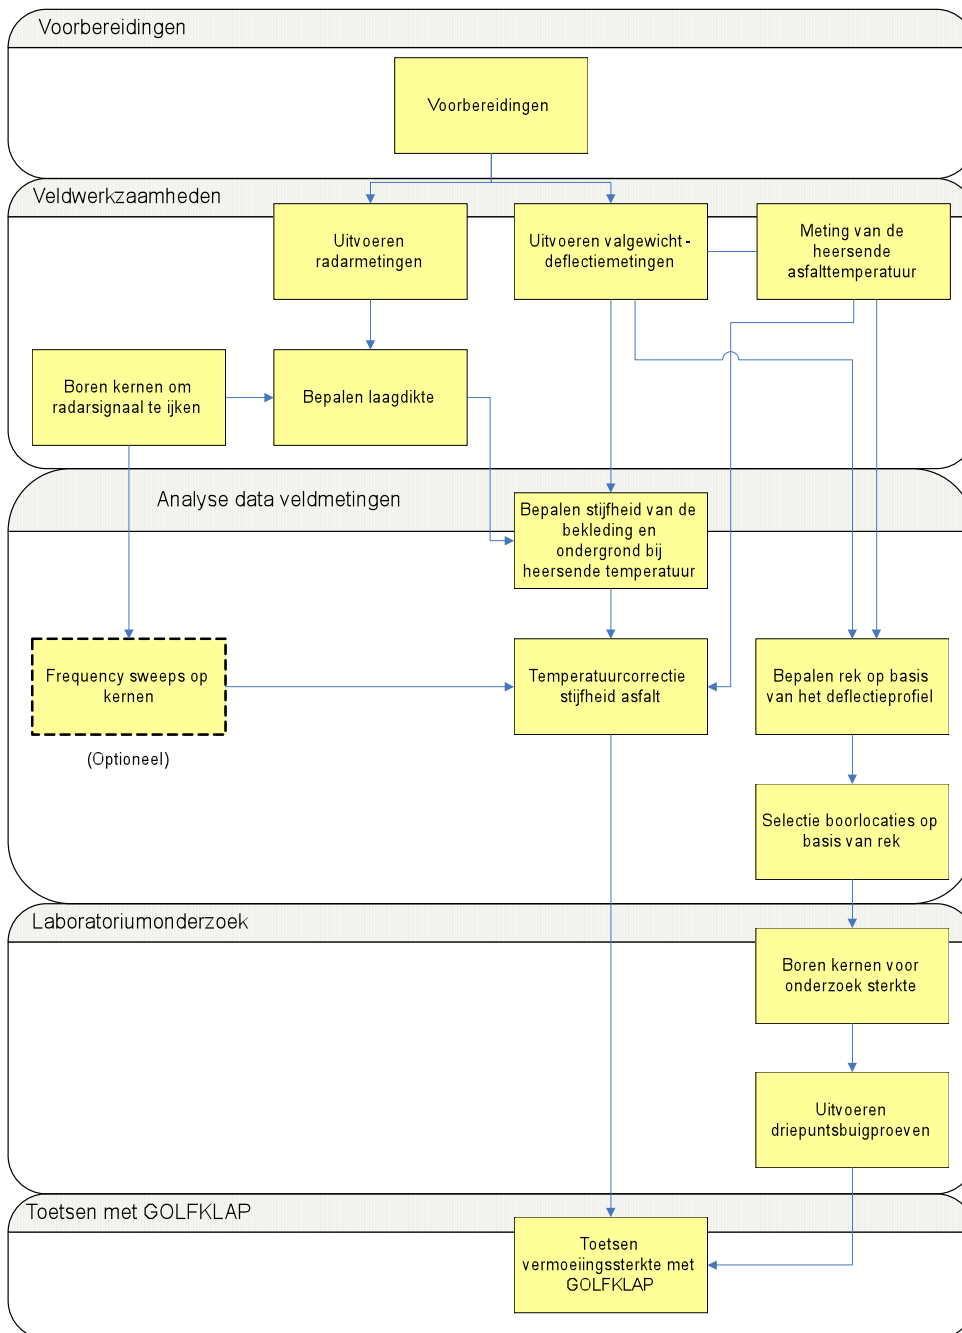 Voorbereidingen
Voorbereidingen
Veldwerkzaamheden
Uitvoeren
radarmetingen
Uitvoeren valgewicht-
deflectiemetingen
Meting van de
heersende
asfalttemperatuur
Boren kernen om
radarsignaal te ijken
Bepalen laagdikte
Analyse data veldmetingen
Bepalen stijfheid van de
bekleding en
ondergrond bij
heersende temperatuur
Frequency sweeps op
kernen
(Optioneel)
Temperatuurcorrectie
stijfheid asfalt
Bepalen rek op basis
van het deflectieprofiel
Selectie boorlocaties op
basis van rek
Laboratoriumonderzoek
Boren kernen voor
onderzoek sterkte
Uitvoeren
driepuntsbuigproeven
Toetsen met GOLFKLAP
Toetsen
vermoeiingssterkte met
GOLFKLAP